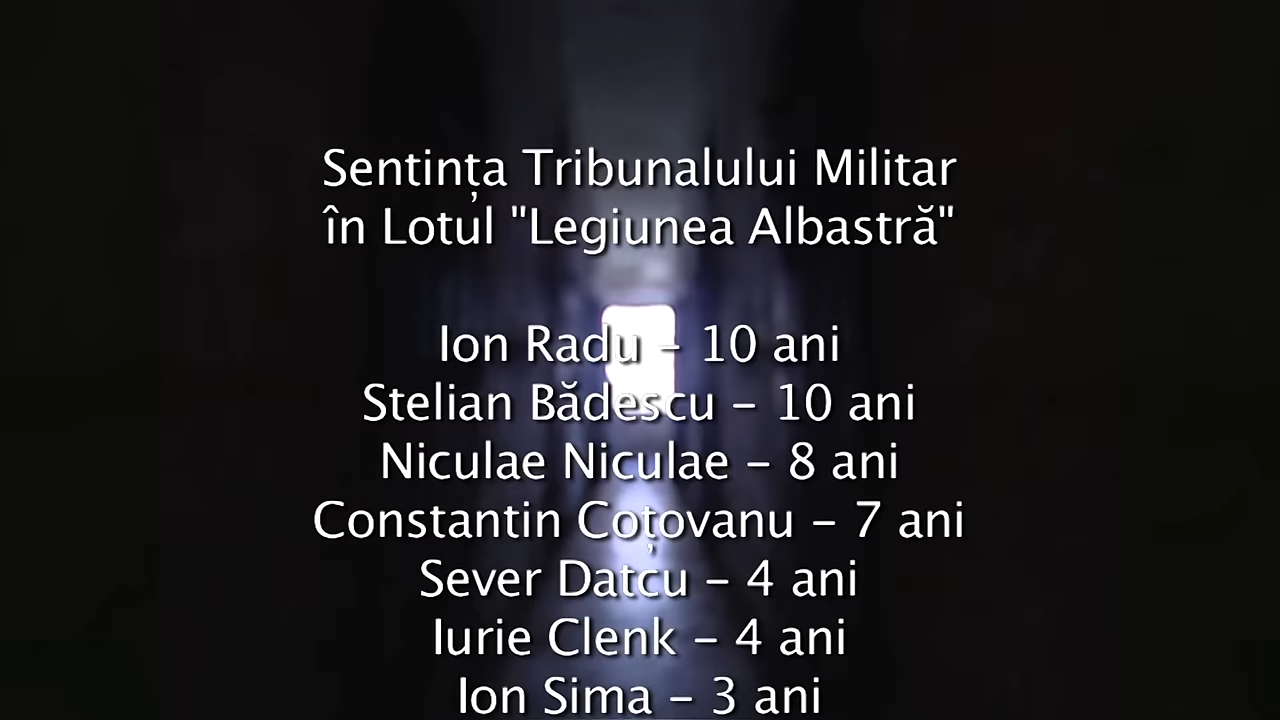 Sentința Tribunalului Militar
în Lotul "Legiunea Albastră"
Ion Radu – 10 ani
Stelian Bădescu – 10 ani
Niculae Niculae – 8 ani
Constantin Coțovanu – 7 ani
Sever Datcu – 4 ani
Iurie Clenk – 4 ani
Ion Sima – 3 ani